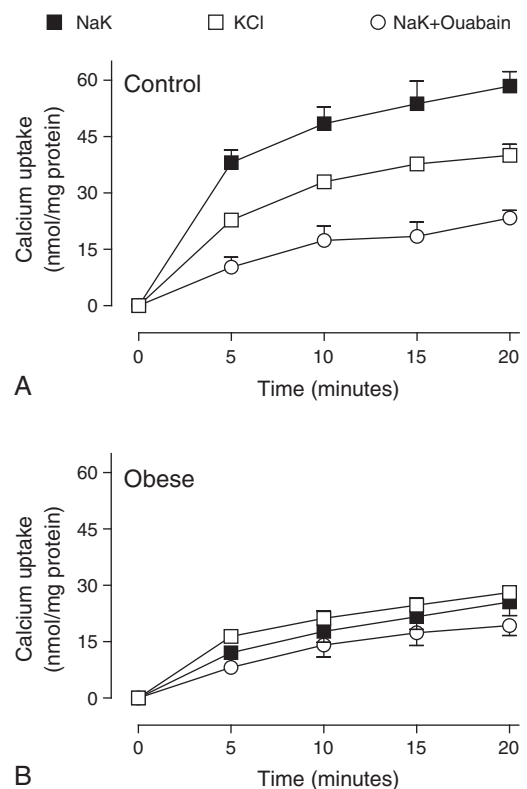 NaK KCl NaK+Ouabain
Control
60
45
30
15
0
Calcium uptake
(nmol/mg protein)
0 5 10 15 20
Time (minutes)
A
Obese
60
45
30
15
0
Calcium uptake
(nmol/mg protein)
0 5 10 15 20
Time (minutes)
B